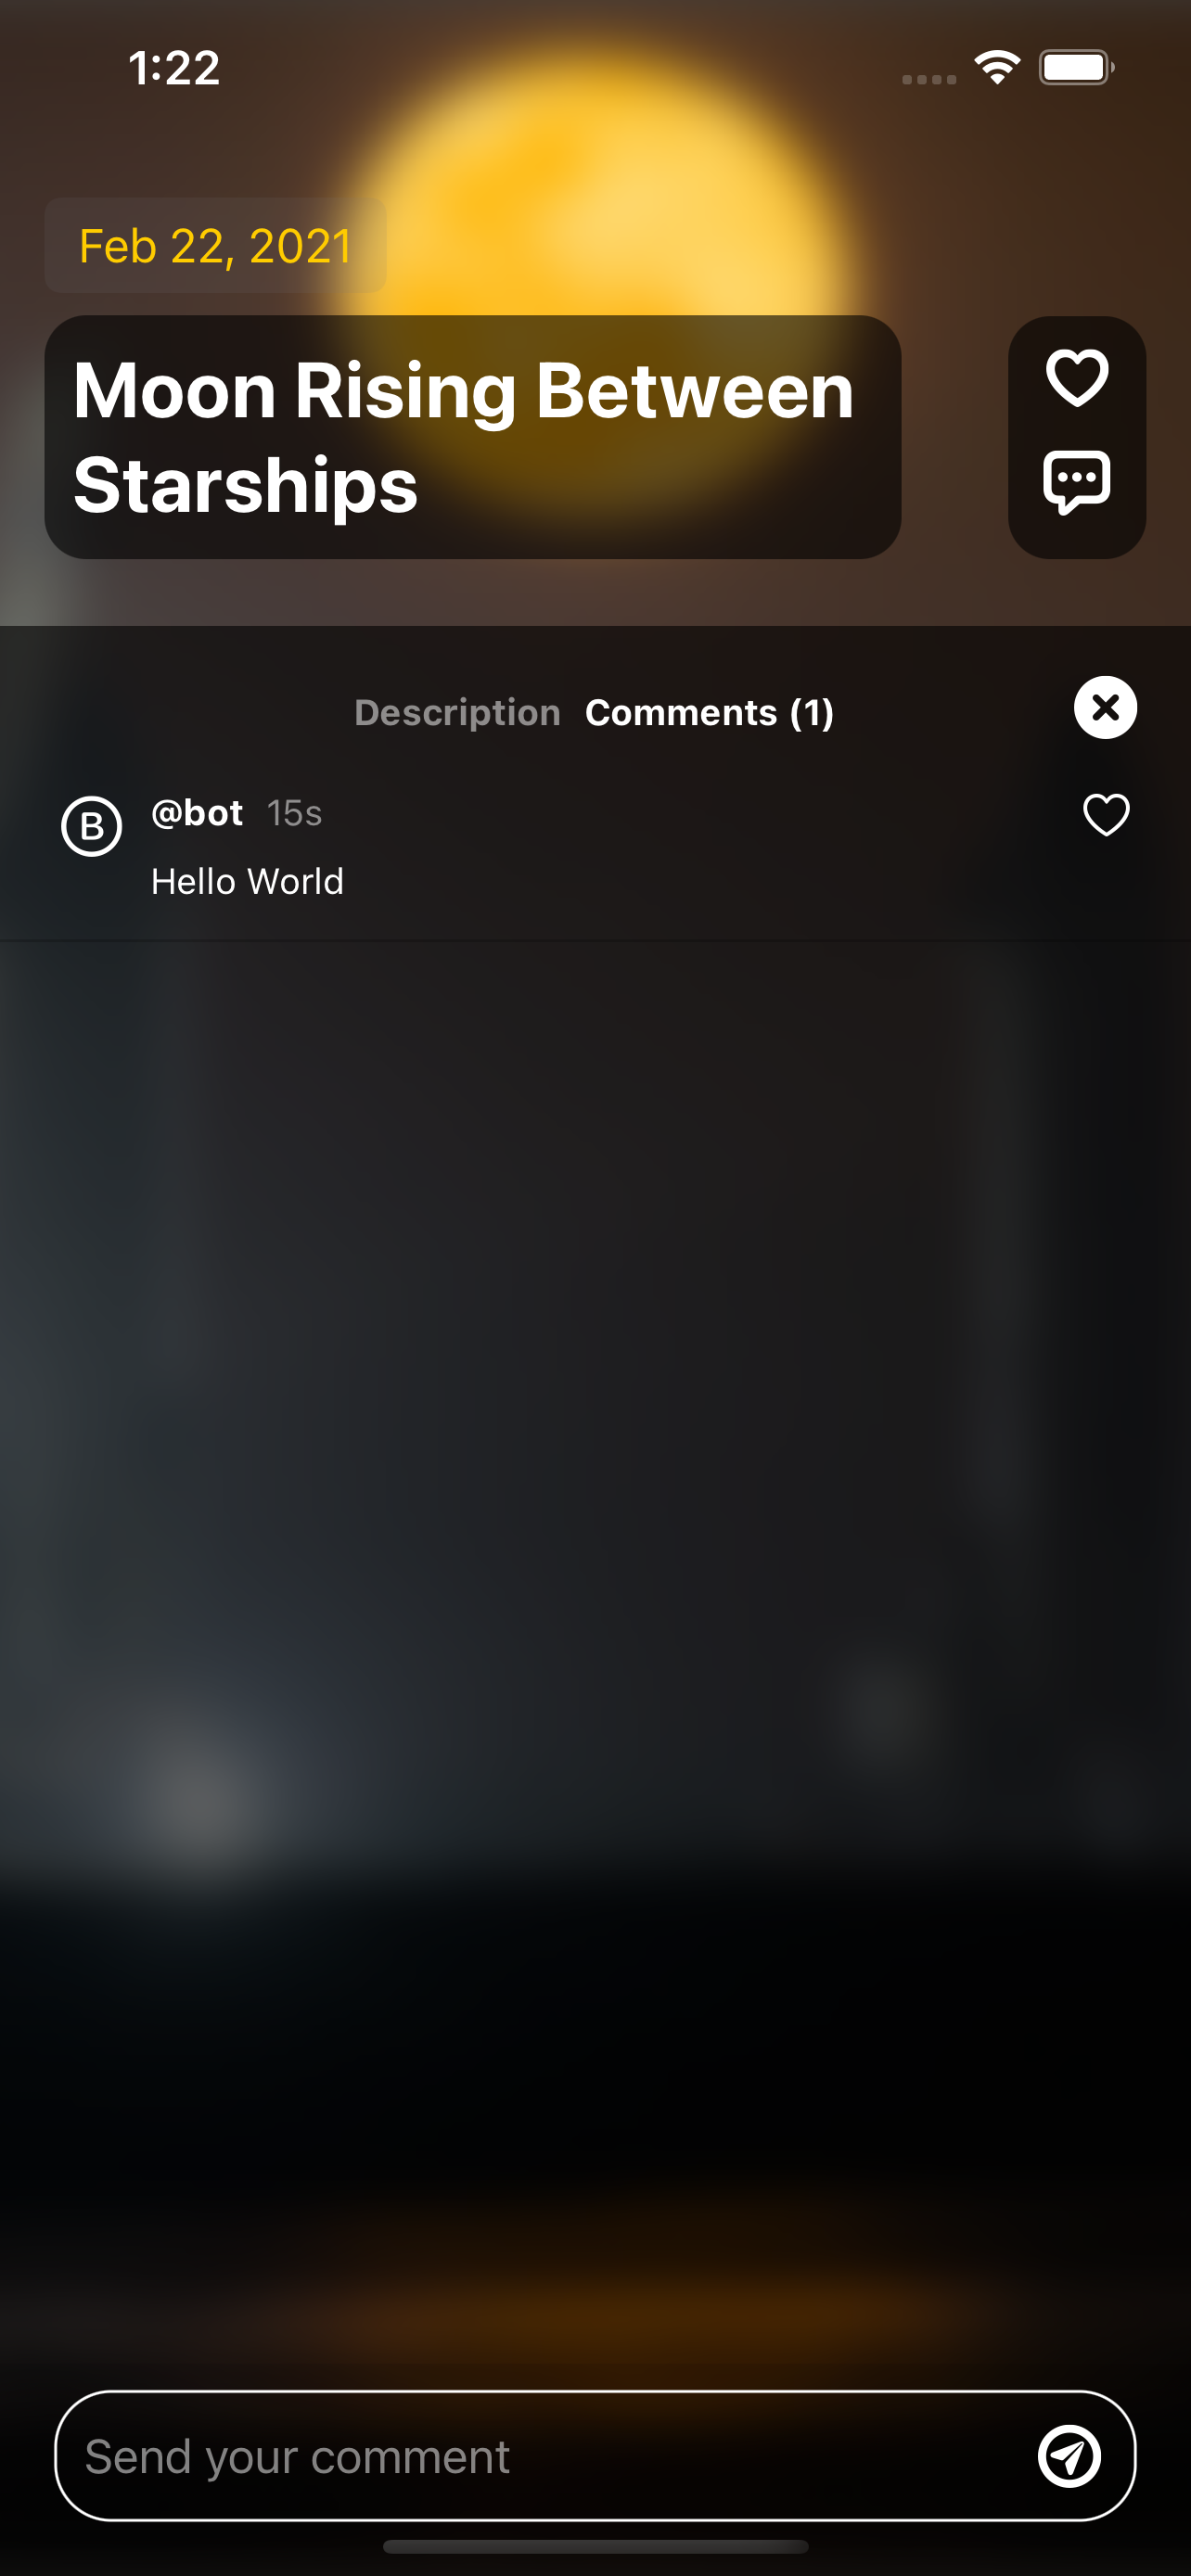 1:22
Feb 22, 2021
Moon Rising Between
Starships
Description Comments (1)
B @bot 15s
Hello World
Send your comment